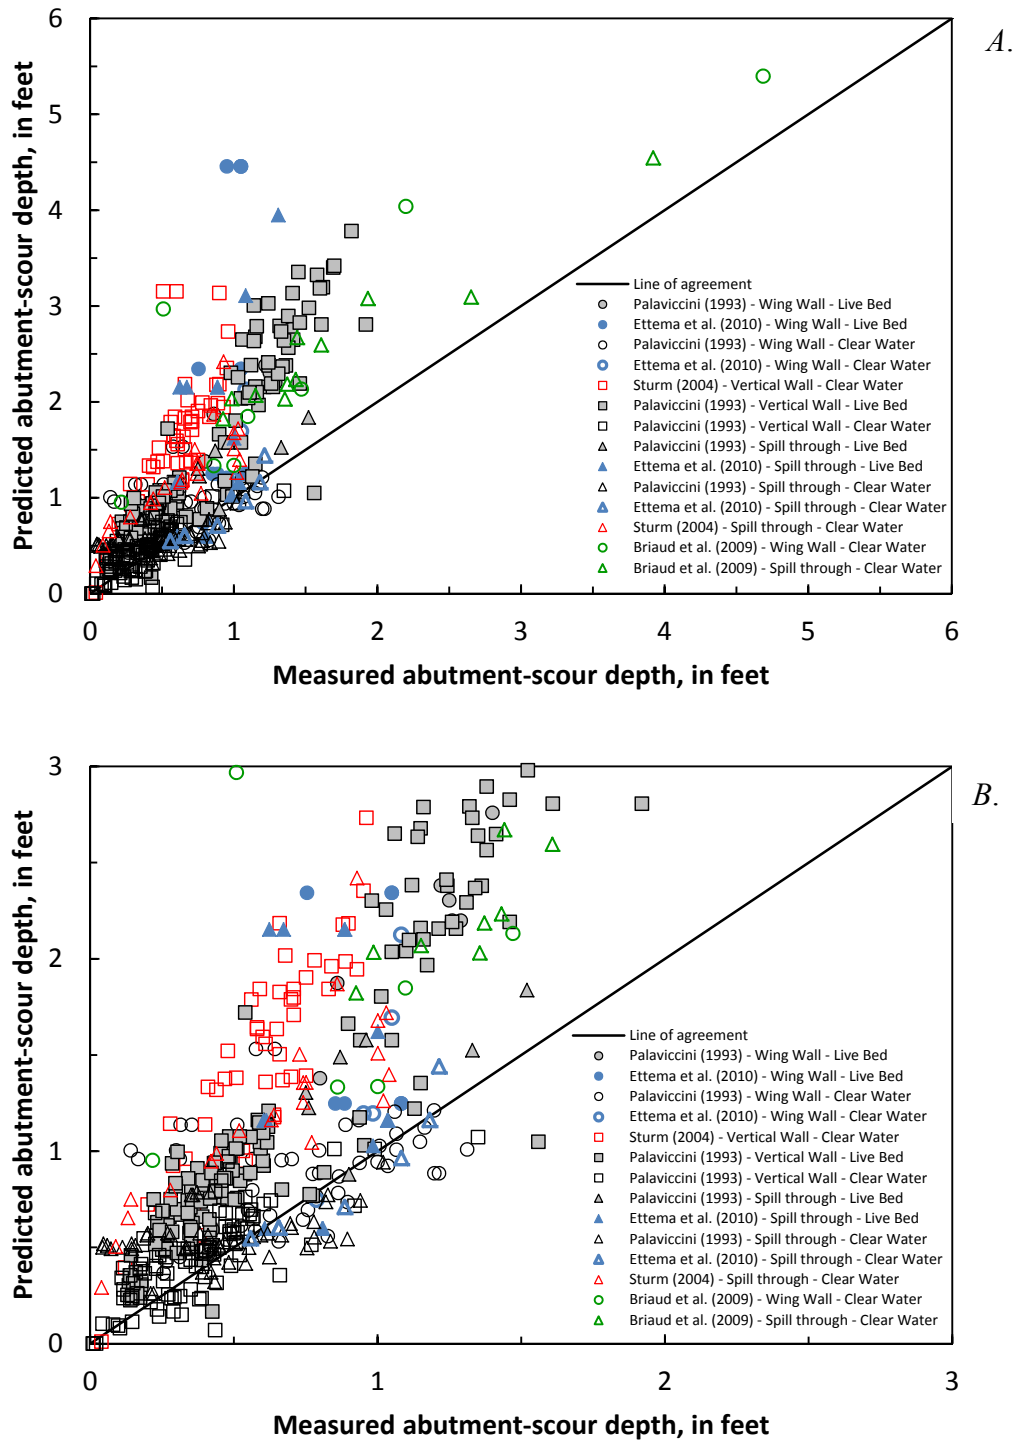 A.
Predicted abutment-scour depth, in feet
6
5
4
3
2
1
0
Line of agreement
Palaviccini (1993) - Wing Wall - Live Bed
Ettema et al. (2010) - Wing Wall - Live Bed
Palaviccini (1993) - Wing Wall - Clear Water
Ettema et al. (2010) - Wing Wall - Clear Water
Sturm (2004) - Vertical Wall - Clear Water
Palaviccini (1993) - Vertical Wall - Live Bed
Palaviccini (1993) - Vertical Wall - Clear Water
Palaviccini (1993) - Spill through - Live Bed
Ettema et al. (2010) - Spill through - Live Bed
Palaviccini (1993) - Spill through - Clear Water
Ettema et al. (2010) - Spill through - Clear Water
Sturm (2004) - Spill through - Clear Water
Briaud et al. (2009) - Wing Wall - Clear Water
Briaud et al. (2009) - Spill through - Clear Water
0 1 2 3 4 5 6
Measured abutment-scour depth, in feet
B.
Predicted abutment-scour depth, in feet
3
2
1
0
Line of agreement
Palaviccini (1993) - Wing Wall - Live Bed
Ettema et al. (2010) - Wing Wall - Live Bed
Palaviccini (1993) - Wing Wall - Clear Water
Ettema et al. (2010) - Wing Wall - Clear Water
Sturm (2004) - Vertical Wall - Clear Water
Palaviccini (1993) - Vertical Wall - Live Bed
Palaviccini (1993) - Vertical Wall - Clear Water
Palaviccini (1993) - Spill through - Live Bed
Ettema et al. (2010) - Spill through - Live Bed
Palaviccini (1993) - Spill through - Clear Water
Ettema et al. (2010) - Spill through - Clear Water
Sturm (2004) - Spill through - Clear Water
Briaud et al. (2009) - Wing Wall - Clear Water
Briaud et al. (2009) - Spill through - Clear Water
0 1 2 3
Measured abutment-scour depth, in feet